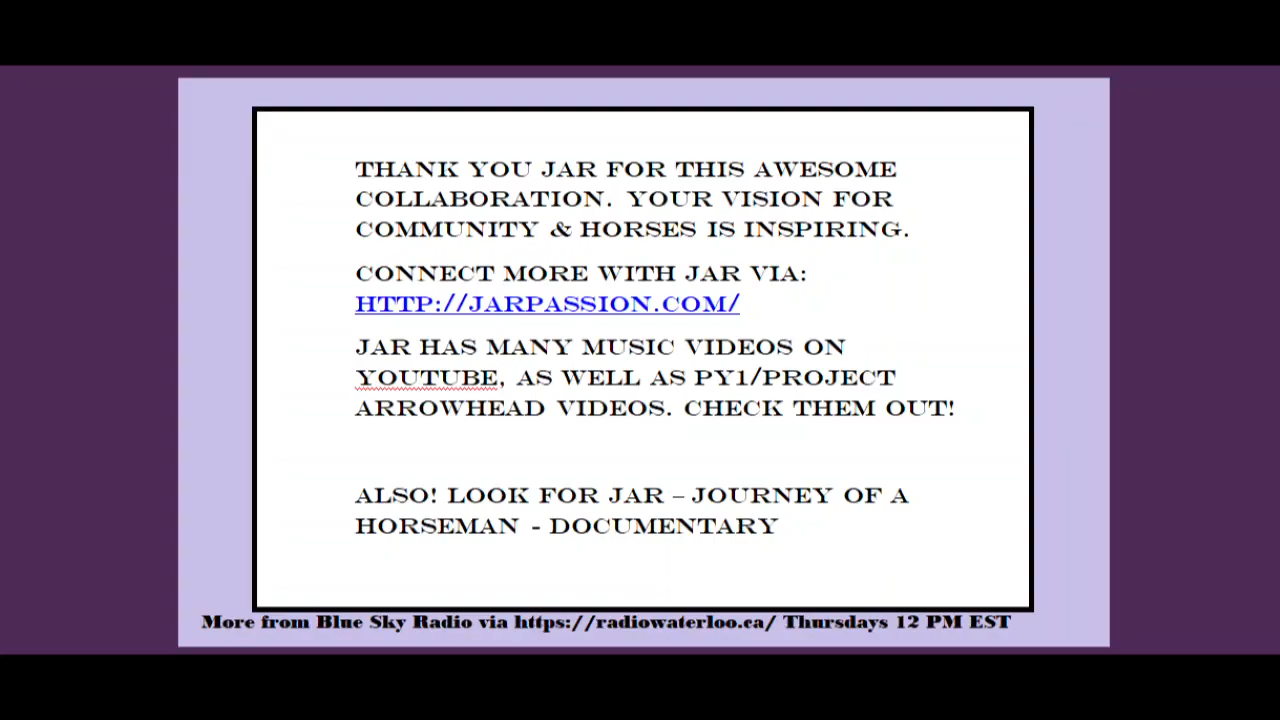 THANK YOU JAR FOR THIS AWESOME
COLLABORATION. YOUR VISION FOR
COMMUNITY & HORSES IS INSPIRING.
CONNECT MORE WITH JAR VIA:
HTTP://JARPASSION.COM/
JAR HAS MANY MUSIC VIDEOS ON
YOUTUBE, AS WELL AS PY1/PROJECT
ARROWHEAD VIDEOS. CHECK THEM OUT!
ALSO! LOOK FOR JAR – JOURNEY OF A
HORSEMAN - DOCUMENTARY
More from Blue Sky Radio via https://radiowaterloo.ca/ Thursdays 12 PM EST